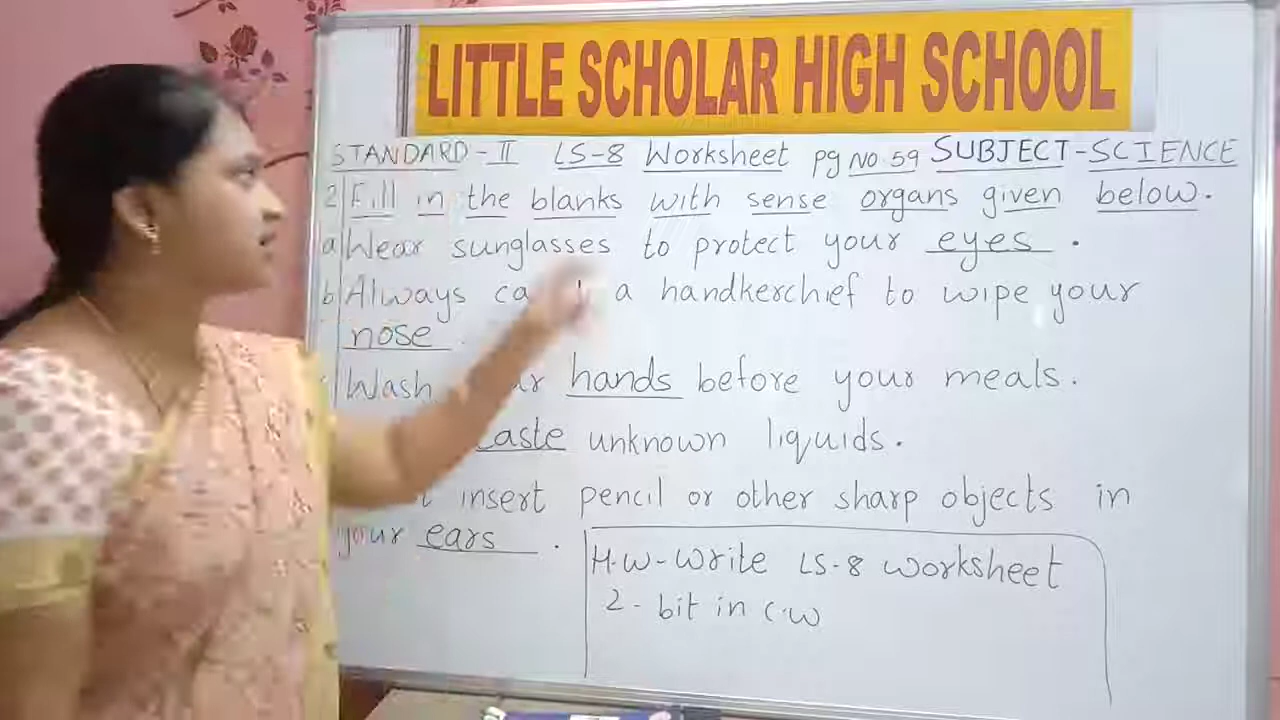 LITTLE SCHOLAR HIGH SCHOOL
STANDARD-II LS-8 Worksheet pg NO.59 SUBJECT-SCIENCE
2 Fill in the blanks with sense organs given below.
a Wear sunglasses to protect your eyes.
b Always a handkerchief to wipe your
nose.
Wash hands before your meals.
taste unknown liquids.
insert pencil or other sharp objects in
your ears.
H.W-Write LS-8 worksheet
2- bit in C.W